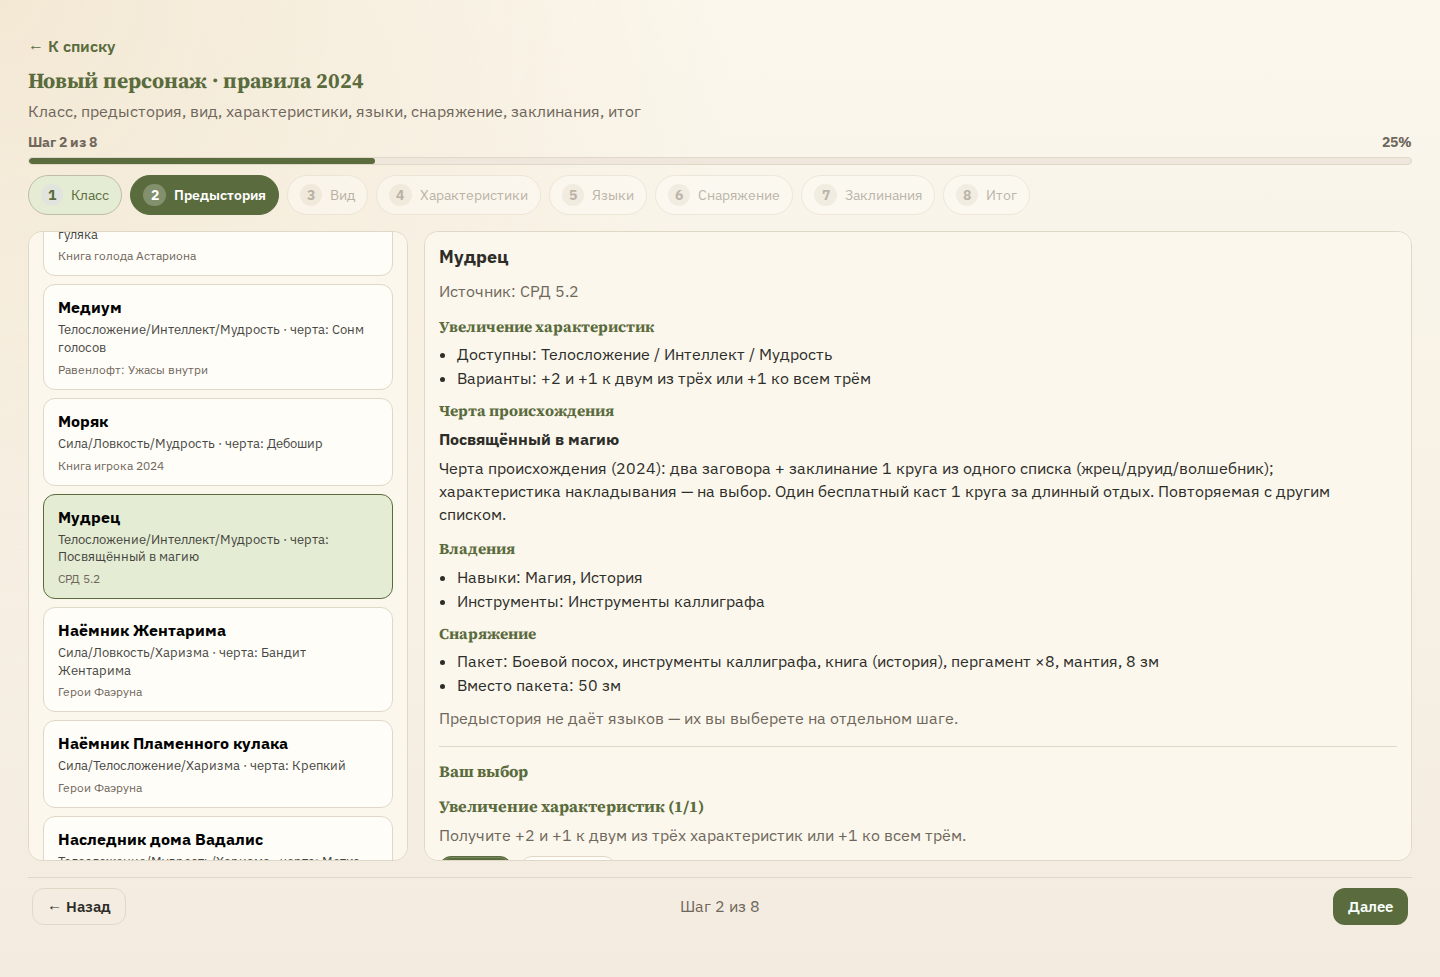 ← К списку
Новый персонаж · правила 2024
Класс, предыстория, вид, характеристики, языки, снаряжение, заклинания, итог
Шаг 2 из 8
25%
1 Класс
2 Предыстория
3 Вид
4 Характеристики
5 Языки
6 Снаряжение
7 Заклинания
8 Итог
гуляка
Книга голода Астариона
Медиум
Телосложение/Интеллект/Мудрость · черта: Сонм
голосов
Равенлофт: Ужасы внутри
Моряк
Сила/Ловкость/Мудрость · черта: Дебошир
Книга игрока 2024
Мудрец
Телосложение/Интеллект/Мудрость · черта:
Посвящённый в магию
СРД 5.2
Наёмник Жентарима
Сила/Ловкость/Харизма · черта: Бандит
Жентарима
Герои Фаэруна
Наёмник Пламенного кулака
Сила/Телосложение/Харизма · черта: Крепкий
Герои Фаэруна
Наследник дома Вадалис
Мудрец
Источник: СРД 5.2
Увеличение характеристик
• Доступны: Телосложение / Интеллект / Мудрость
• Варианты: +2 и +1 к двум из трёх или +1 ко всем трём
Черта происхождения
Посвящённый в магию
Черта происхождения (2024): два заговора + заклинание 1 круга из одного списка (жрец/друид/волшебник);
характеристика накладывания — на выбор. Один бесплатный каст 1 круга за длинный отдых. Повторяемая с другим
списком.
Владения
• Навыки: Магия, История
• Инструменты: Инструменты каллиграфа
Снаряжение
• Пакет: Боевой посох, инструменты каллиграфа, книга (история), пергамент ×8, мантия, 8 зм
• Вместо пакета: 50 зм
Предыстория не даёт языков — их вы выберете на отдельном шаге.
Ваш выбор
Увеличение характеристик (1/1)
Получите +2 и +1 к двум из трёх характеристик или +1 ко всем трём.
← Назад
Шаг 2 из 8
Далее